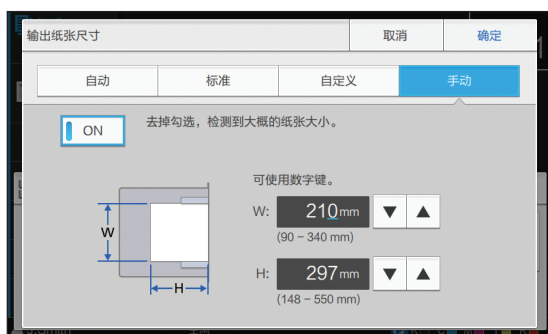 输出纸张尺寸 取消 确定
自动 标准 自定义 手动
ON 去掉勾选，检测到大概的纸张大小。
可使用数字键。
W: 210mm
(90 – 340 mm)
H: 297mm
(148 – 550 mm)
W
H